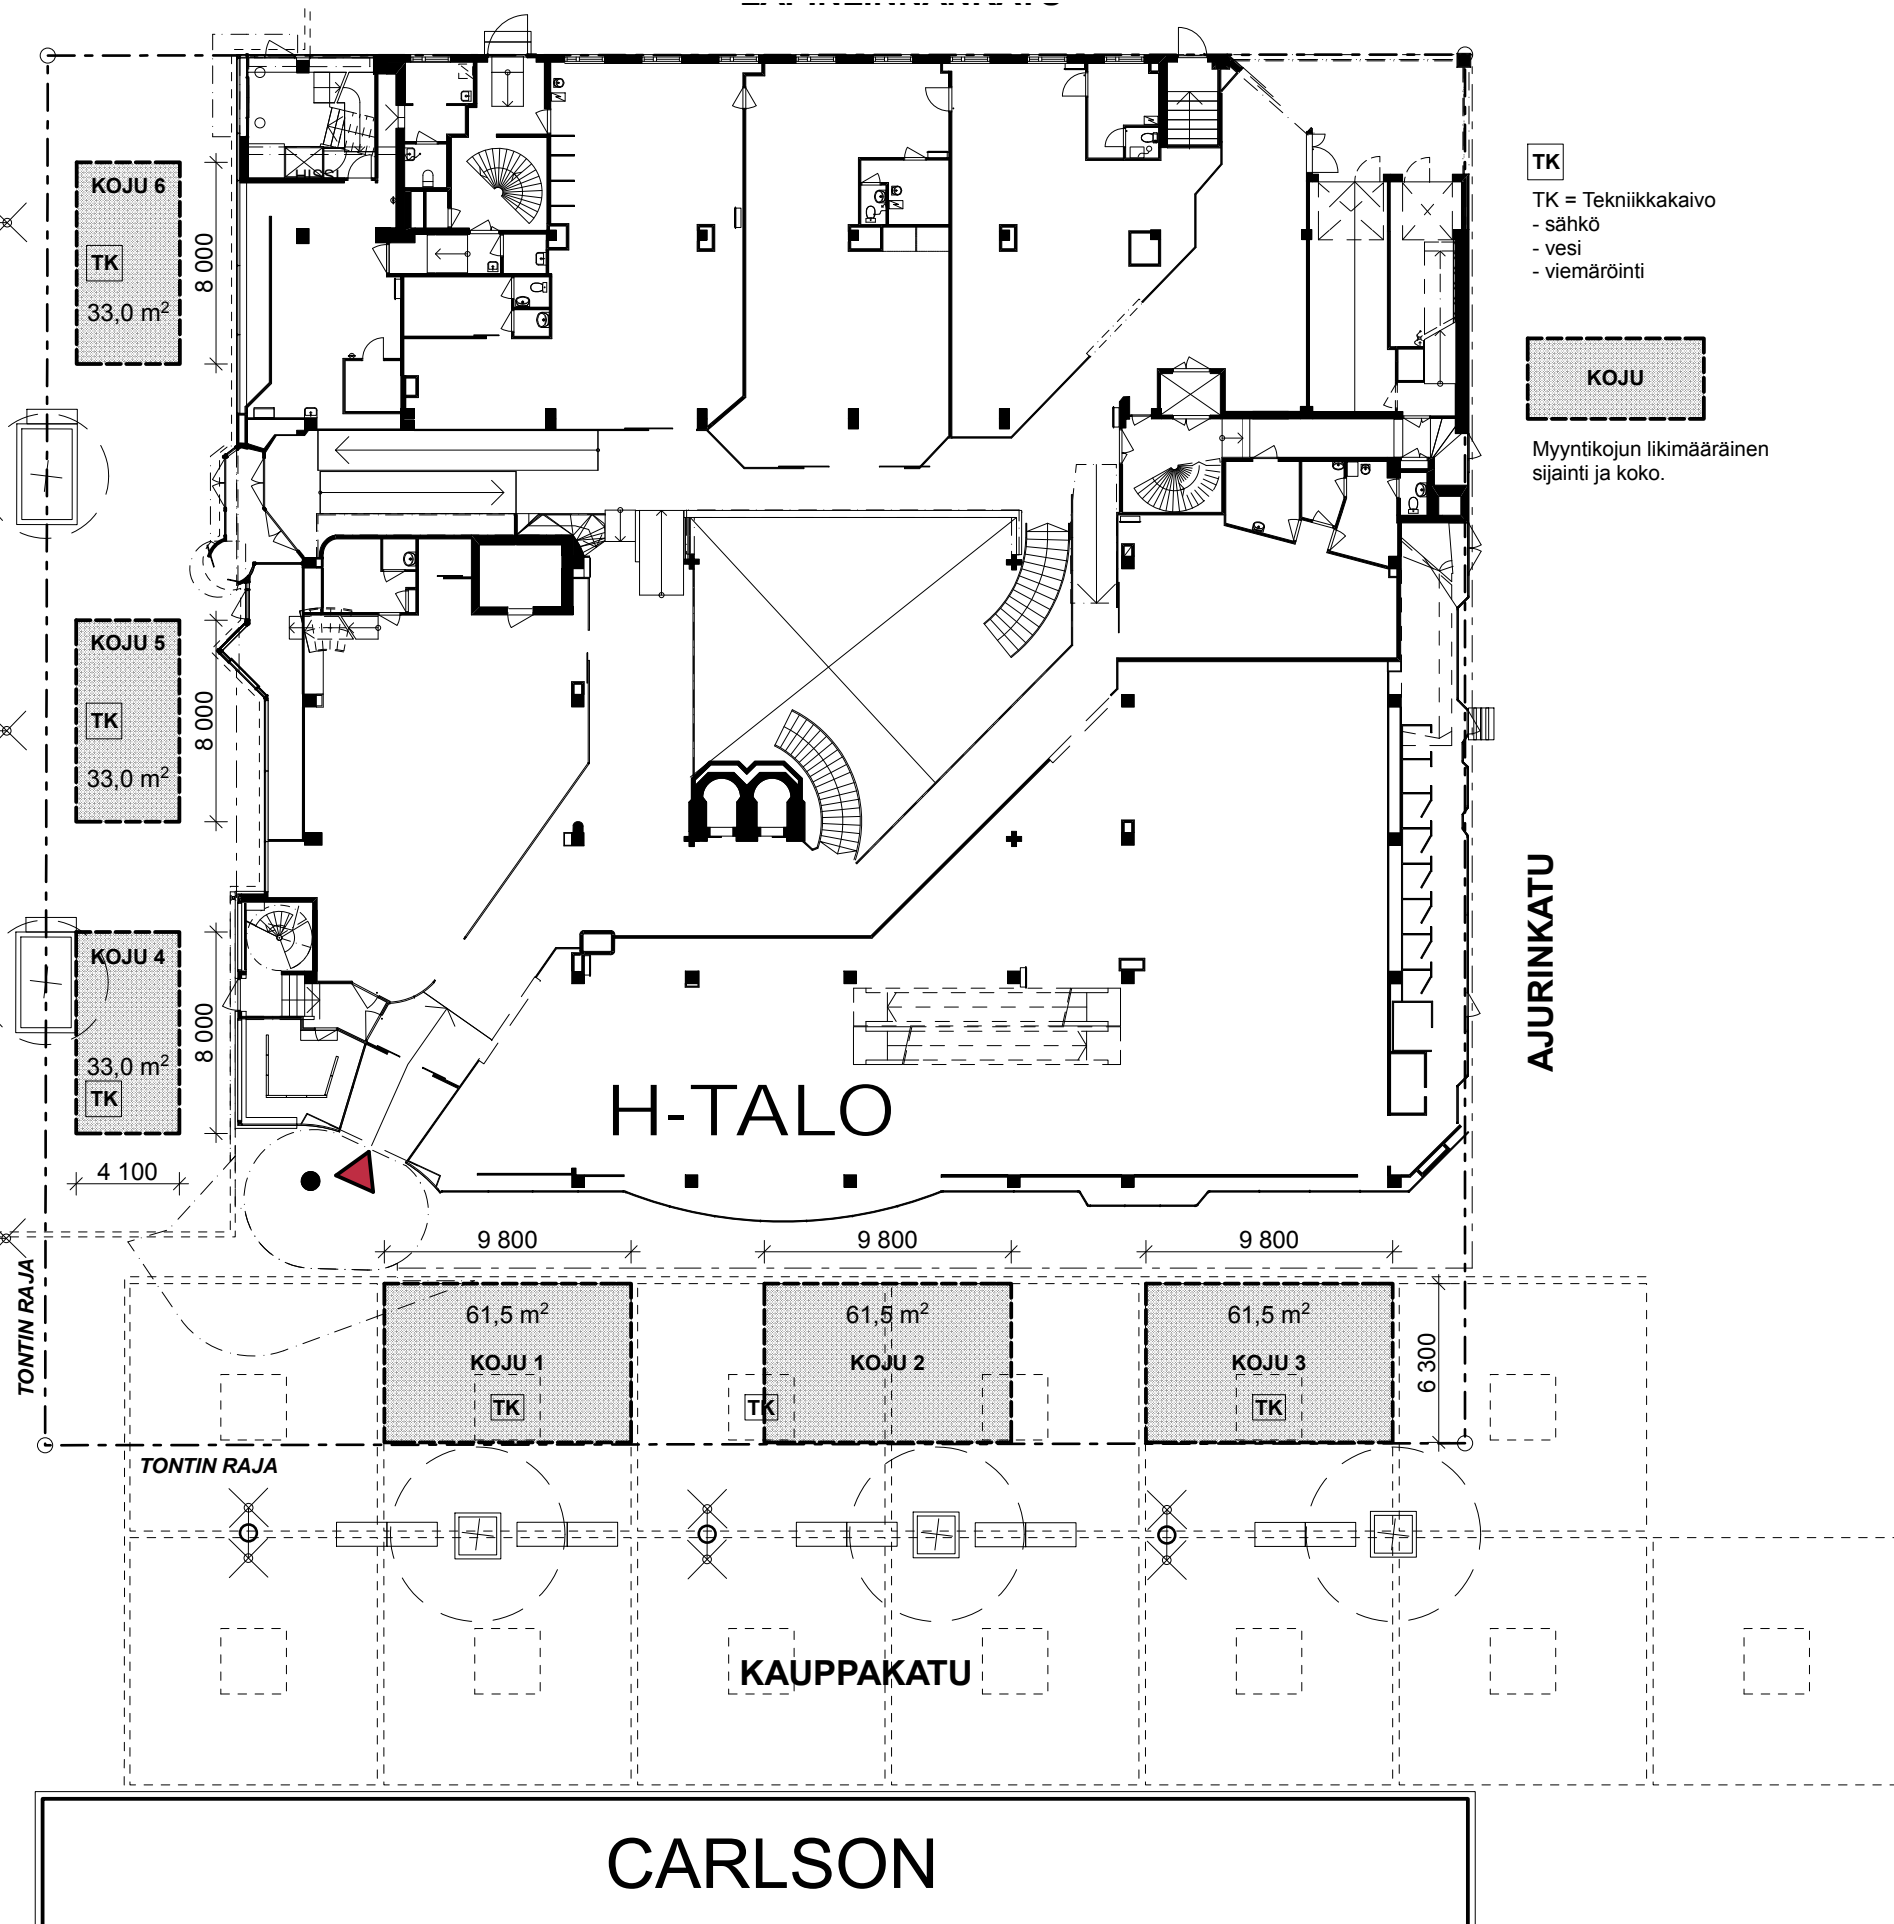 HISSI
KOJU 6
TK
33,0 m²
8 000
TK
TK = Tekniikkakaivo
- sähkö
- vesi
- viemäröinti
KOJU
Myyntikojun likimääräinen
sijainti ja koko.
KOJU 5
TK
33,0 m²
8 000
KOJU 4
33,0 m²
TK
8 000
4 100
AJURINKATU
H-TALO
TONTIN RAJA
9 800
9 800
9 800
61,5 m²
KOJU 1
TK
61,5 m²
KOJU 2
TK
61,5 m²
KOJU 3
TK
6 300
TONTIN RAJA
KAUPPAKATU
CARLSON